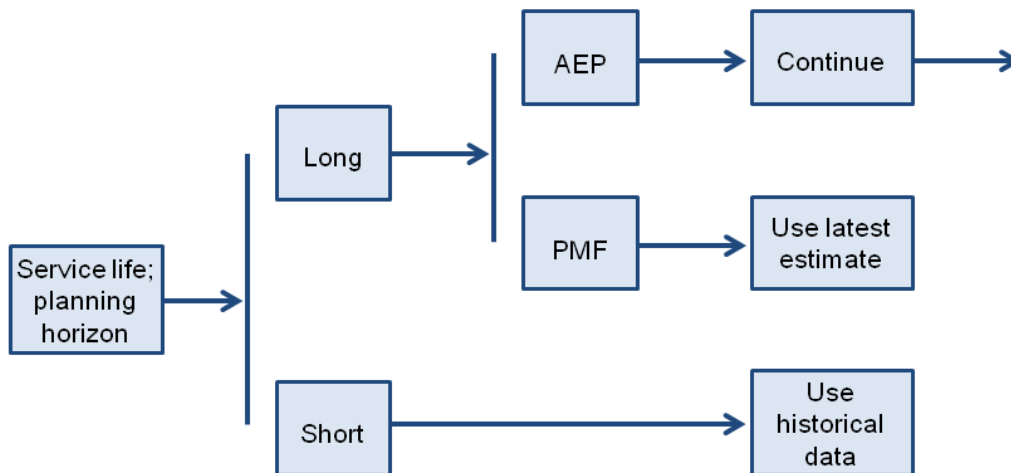 AEP
Continue
Long
PMF
Use latest
estimate
Service life;
planning
horizon
Short
Use
historical
data